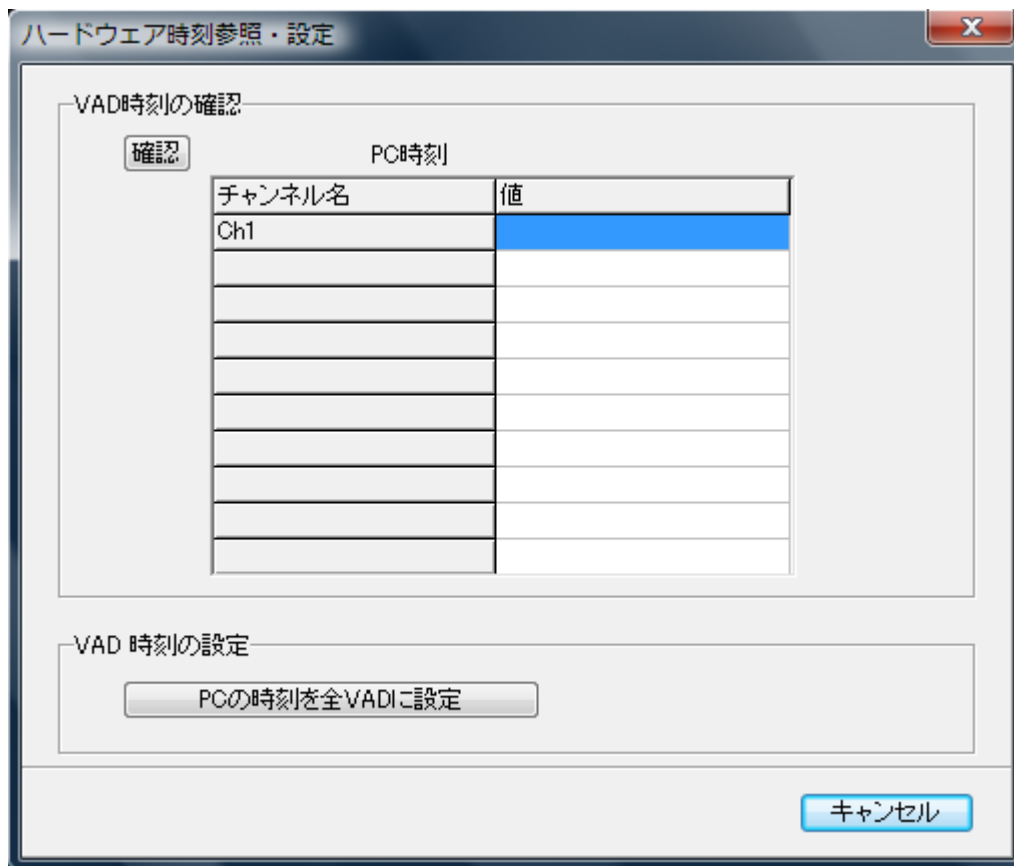 ハードウェア時刻参照・設定
VAD時刻の確認
確認 PC時刻
チャンネル名 値
Ch1
VAD 時刻の設定
PCの時刻を全VADに設定
キャンセル